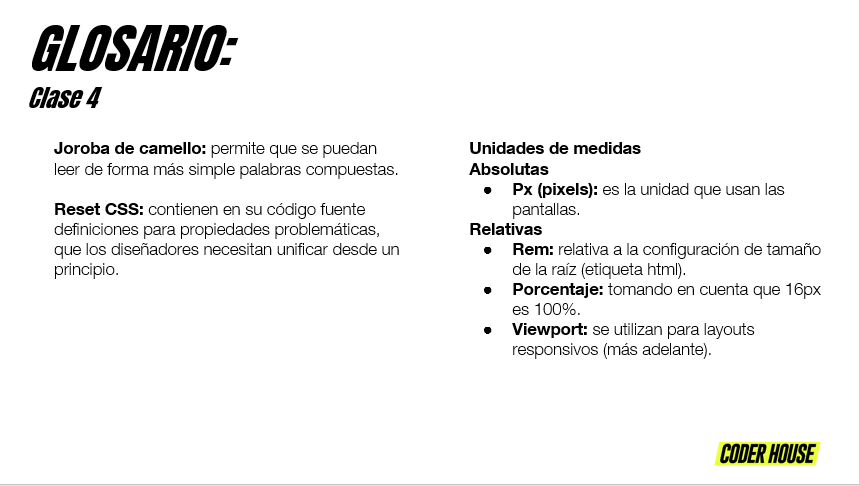 GLOSARIO:
Clase 4
Joroba de camello: permite que se puedan
leer de forma más simple palabras compuestas.
Reset CSS: contienen en su código fuente
definiciones para propiedades problemáticas,
que los diseñadores necesitan unificar desde un
principio.
Unidades de medidas
Absolutas
● Px (pixels): es la unidad que usan las
pantallas.
Relativas
● Rem: relativa a la configuración de tamaño
de la raíz (etiqueta html).
● Porcentaje: tomando en cuenta que 16px
es 100%.
● Viewport: se utilizan para layouts
responsivos (más adelante).
CODER HOUSE